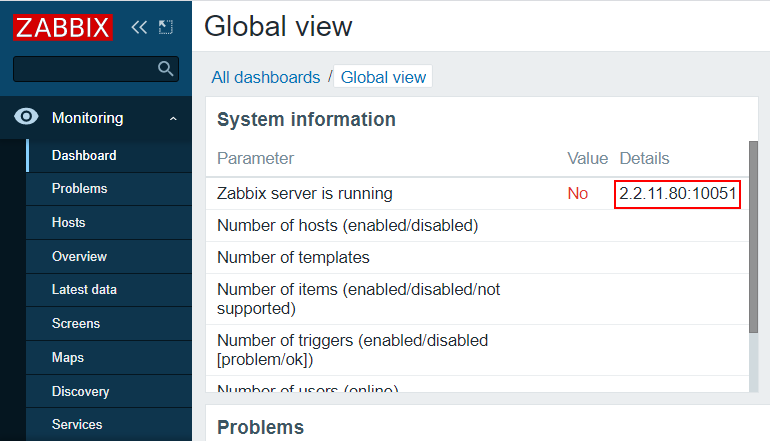 ZABBIX
Global view
All dashboards / Global view
Monitoring
Dashboard
Problems
Hosts
Overview
Latest data
Screens
Maps
Discovery
Services
System information
Parameter Value Details
Zabbix server is running No 2.2.11.80:10051
Number of hosts (enabled/disabled)
Number of templates
Number of items (enabled/disabled/not
supported)
Number of triggers (enabled/disabled
[problem/ok])
Number of users (online)
Problems